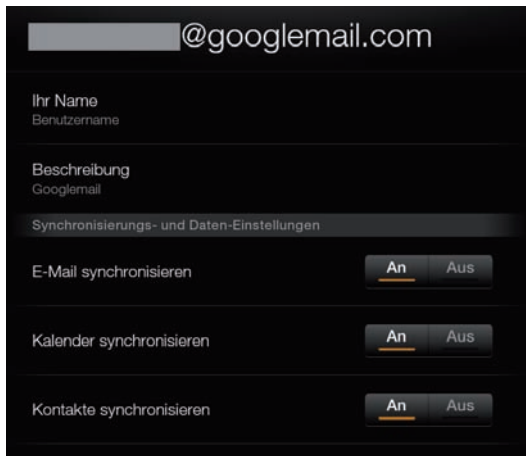 @googlemail.com
Ihr Name
Benutzername
Beschreibung
Googlemail
Synchronisierungs- und Daten-Einstellungen
E-Mail synchronisieren An Aus
Kalender synchronisieren An Aus
Kontakte synchronisieren An Aus